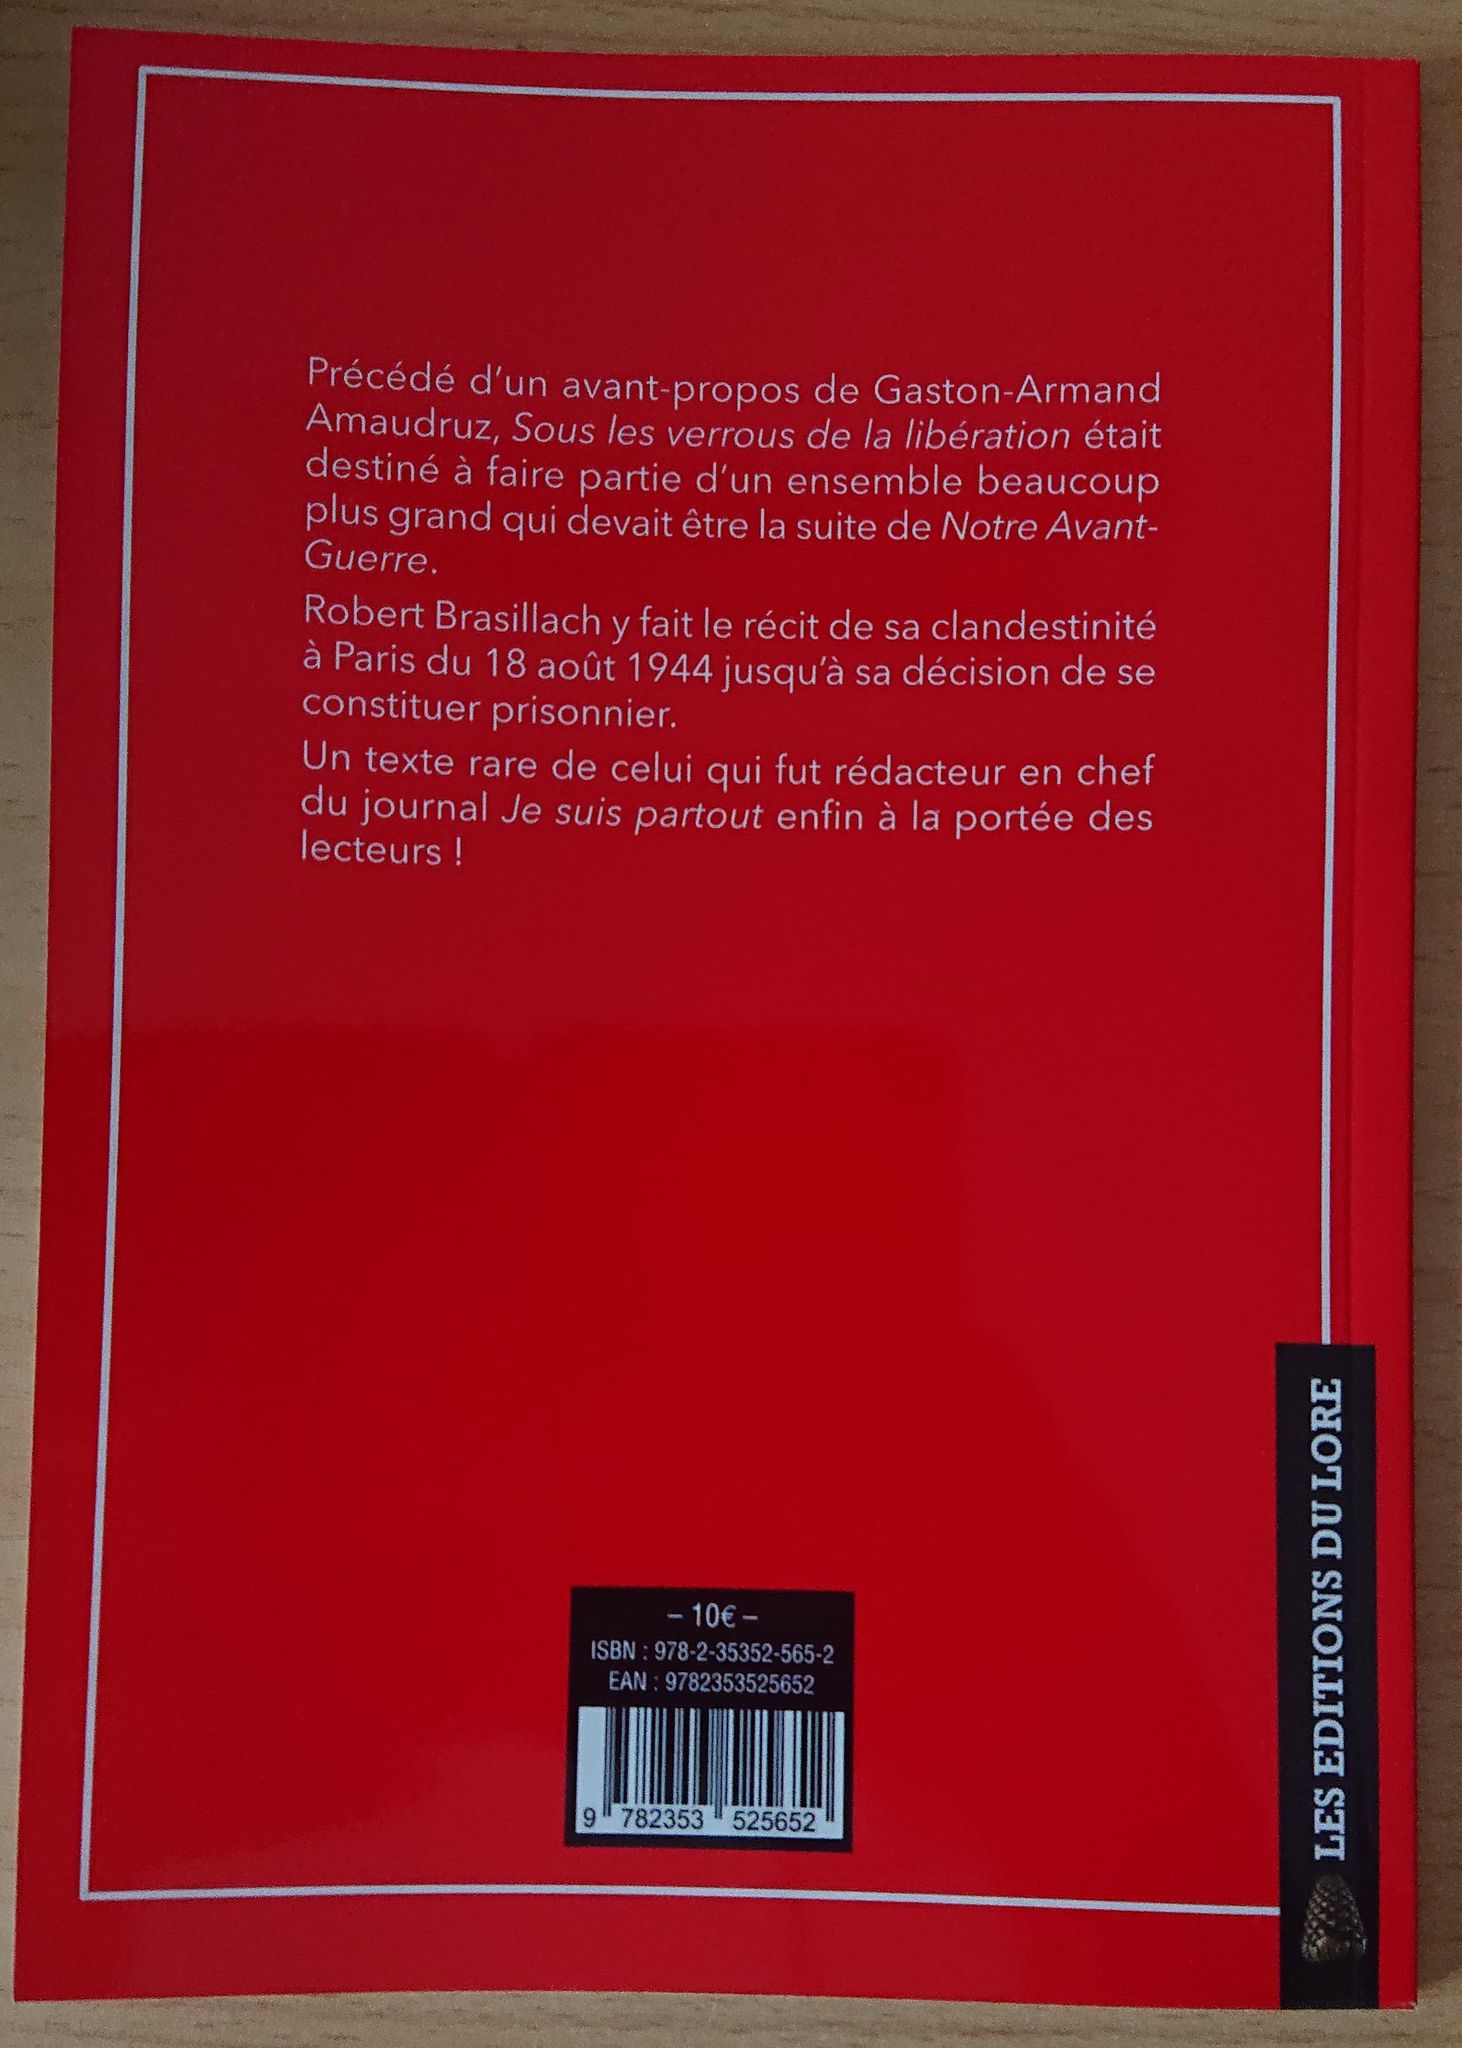 Précédé d'un avant-propos de Gaston-Armand
Amaudruz, Sous les verrous de la libération était
destiné à faire partie d'un ensemble beaucoup
plus grand qui devait être la suite de Notre Avant-
Guerre.
Robert Brasillach y fait le récit de sa clandestinité
à Paris du 18 août 1944 jusqu'à sa décision de se
constituer prisonnier.
Un texte rare de celui qui fut rédacteur en chef
du journal Je suis partout enfin à la portée des
lecteurs !
– 10€ –
ISBN : 978-2-35352-565-2
EAN : 9782353525652
9 782353 525652
LES EDITIONS DU LORE